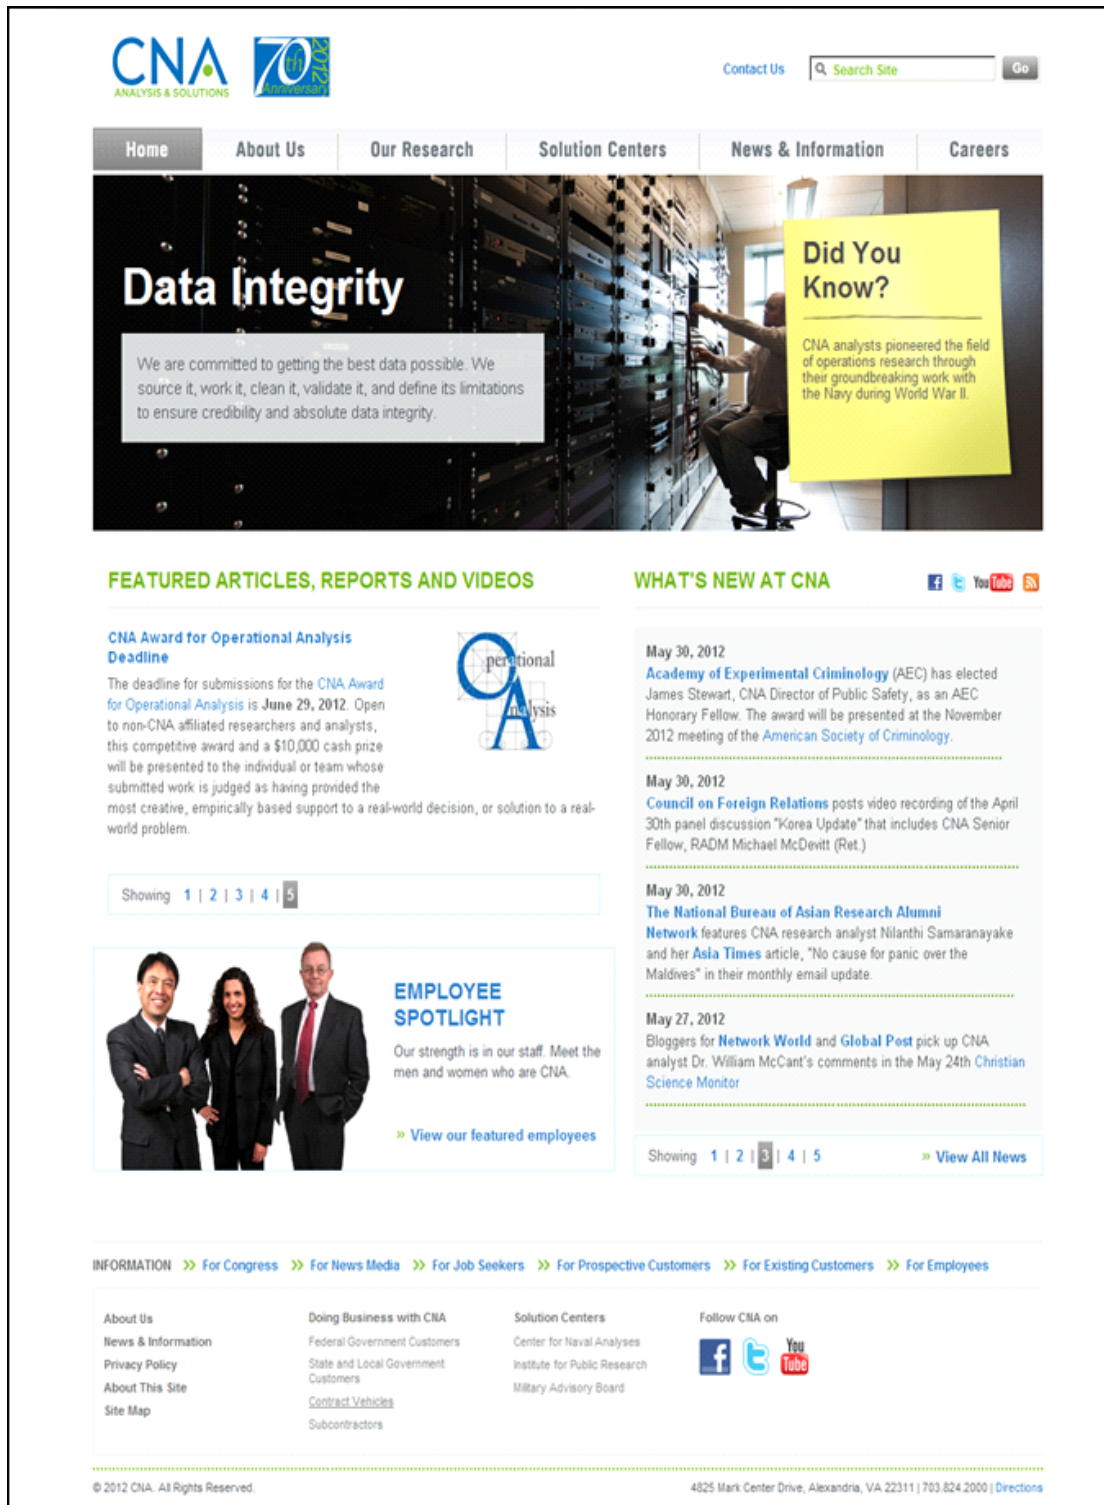 CNA
ANALYSIS & SOLUTIONS
70th
Anniversary
2012
Contact Us
Search Site
Go
Home
About Us
Our Research
Solution Centers
News & Information
Careers
Data Integrity
We are committed to getting the best data possible. We
source it, work it, clean it, validate it, and define its limitations
to ensure credibility and absolute data integrity.
Did You
Know?
CNA analysts pioneered the field
of operations research through
their groundbreaking work with
the Navy during World War II.
FEATURED ARTICLES, REPORTS AND VIDEOS
CNA Award for Operational Analysis
Deadline
The deadline for submissions for the CNA Award
for Operational Analysis is June 29, 2012. Open
to non-CNA affiliated researchers and analysts,
this competitive award and a $10,000 cash prize
will be presented to the individual or team whose
submitted work is judged as having provided the
most creative, empirically based support to a real-world decision, or solution to a real-
world problem.
Operational
Analysis
Showing 1 | 2 | 3 | 4 | 5
EMPLOYEE
SPOTLIGHT
Our strength is in our staff. Meet the
men and women who are CNA.
» View our featured employees
WHAT'S NEW AT CNA
f
t
You Tube
May 30, 2012
Academy of Experimental Criminology (AEC) has elected
James Stewart, CNA Director of Public Safety, as an AEC
Honorary Fellow. The award will be presented at the November
2012 meeting of the American Society of Criminology.
May 30, 2012
Council on Foreign Relations posts video recording of the April
30th panel discussion "Korea Update" that includes CNA Senior
Fellow, RADM Michael McDevitt (Ret.)
May 30, 2012
The National Bureau of Asian Research Alumni
Network features CNA research analyst Nilanthi Samaranayake
and her Asia Times article, "No cause for panic over the
Maldives" in their monthly email update.
May 27, 2012
Bloggers for Network World and Global Post pick up CNA
analyst Dr. William McCant's comments in the May 24th Christian
Science Monitor
Showing 1 | 2 | 3 | 4 | 5
» View All News
INFORMATION » For Congress » For News Media » For Job Seekers » For Prospective Customers » For Existing Customers » For Employees
About Us
News & Information
Privacy Policy
About This Site
Site Map
Doing Business with CNA
Federal Government Customers
State and Local Government
Customers
Contract Vehicles
Subcontractors
Solution Centers
Center for Naval Analyses
Institute for Public Research
Military Advisory Board
Follow CNA on
f
t
You
Tube
© 2012 CNA. All Rights Reserved.
4825 Mark Center Drive, Alexandria, VA 22311 | 703.824.2000 | Directions